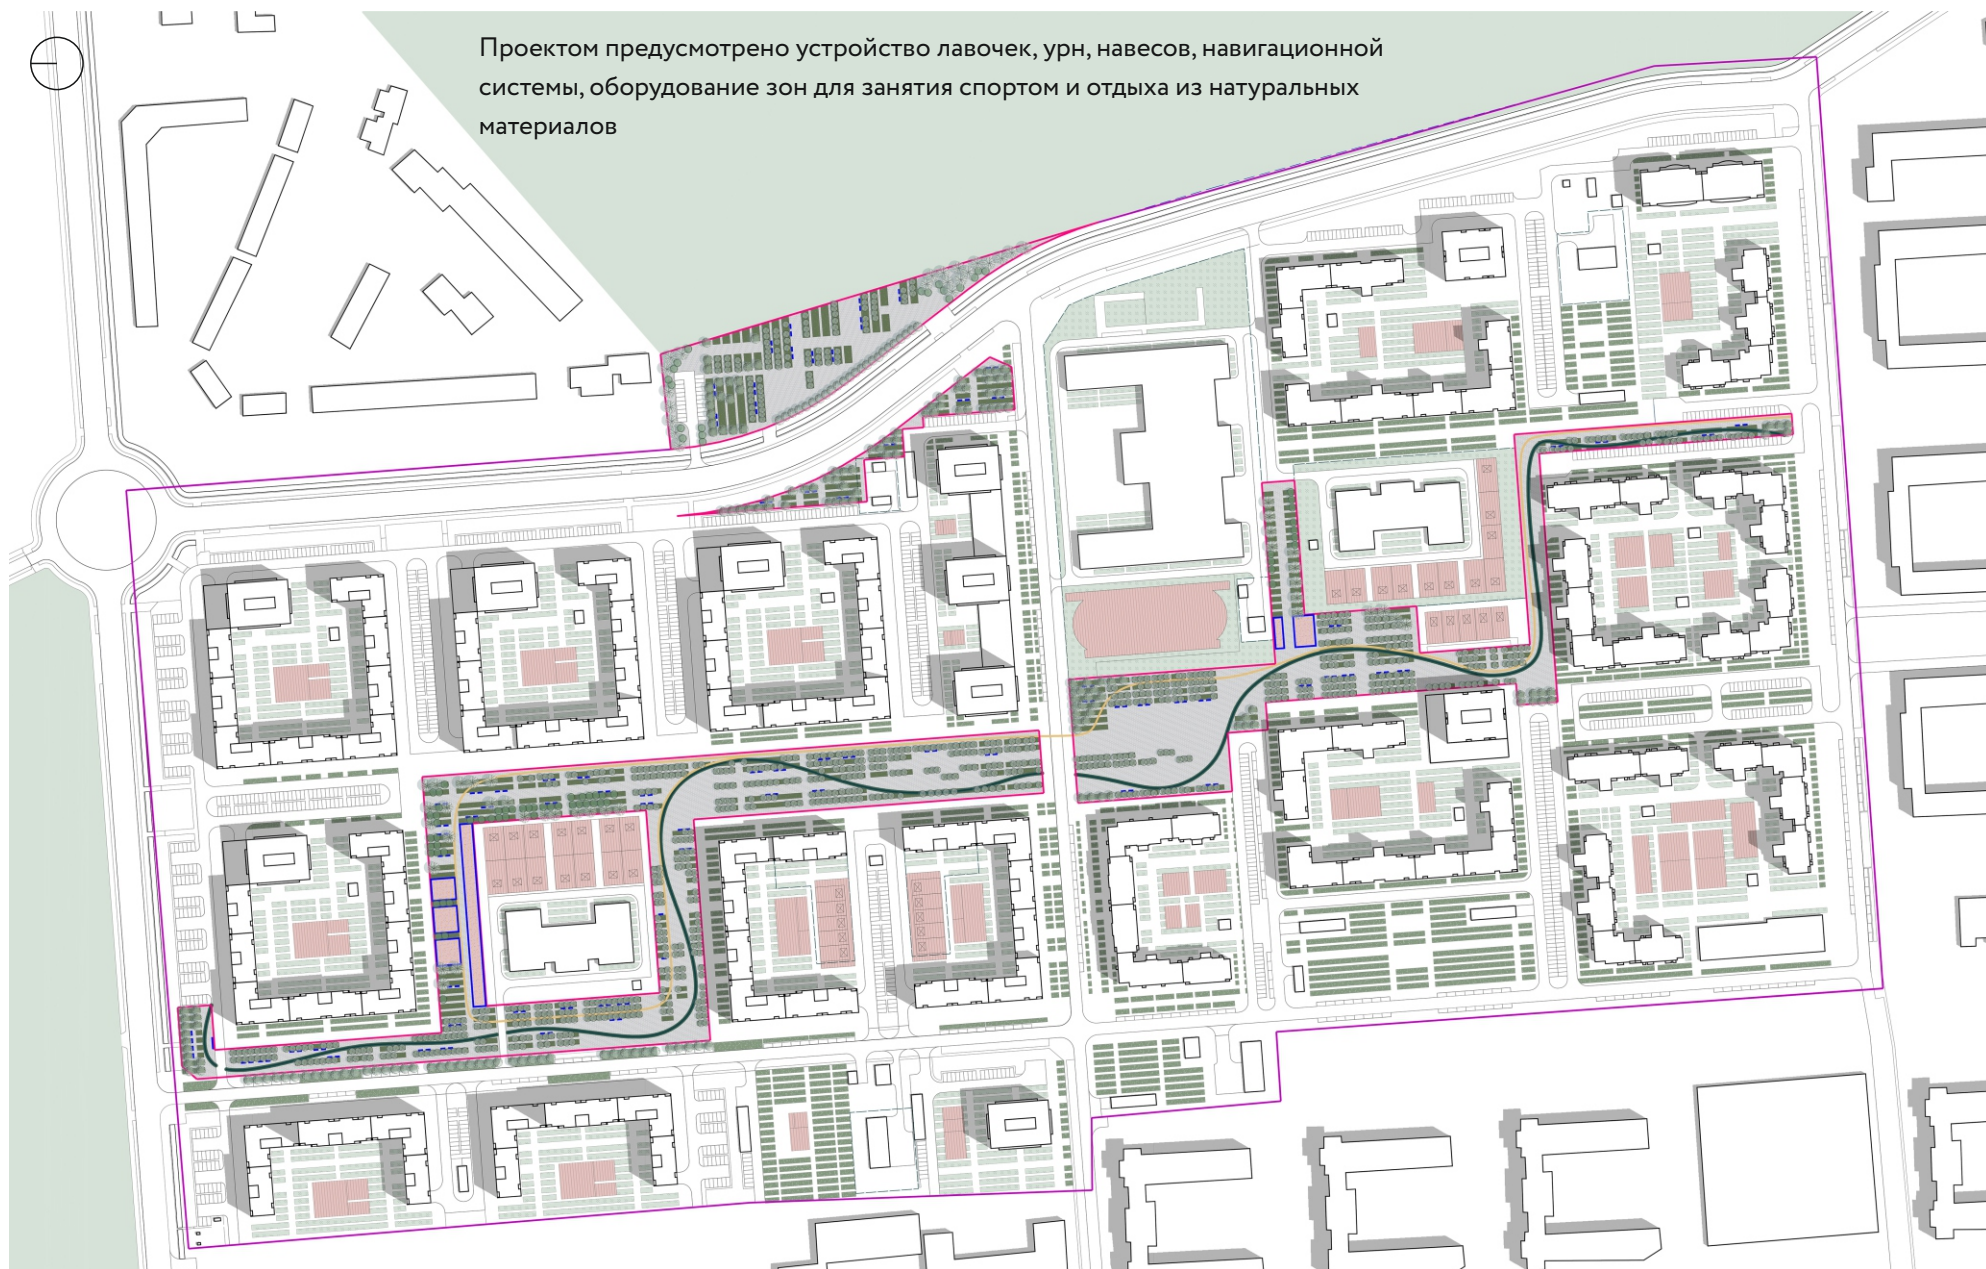 Проектом предусмотрено устройство лавочек, урн, навесов, навигационной
системы, оборудование зон для занятия спортом и отдыха из натуральных
материалов